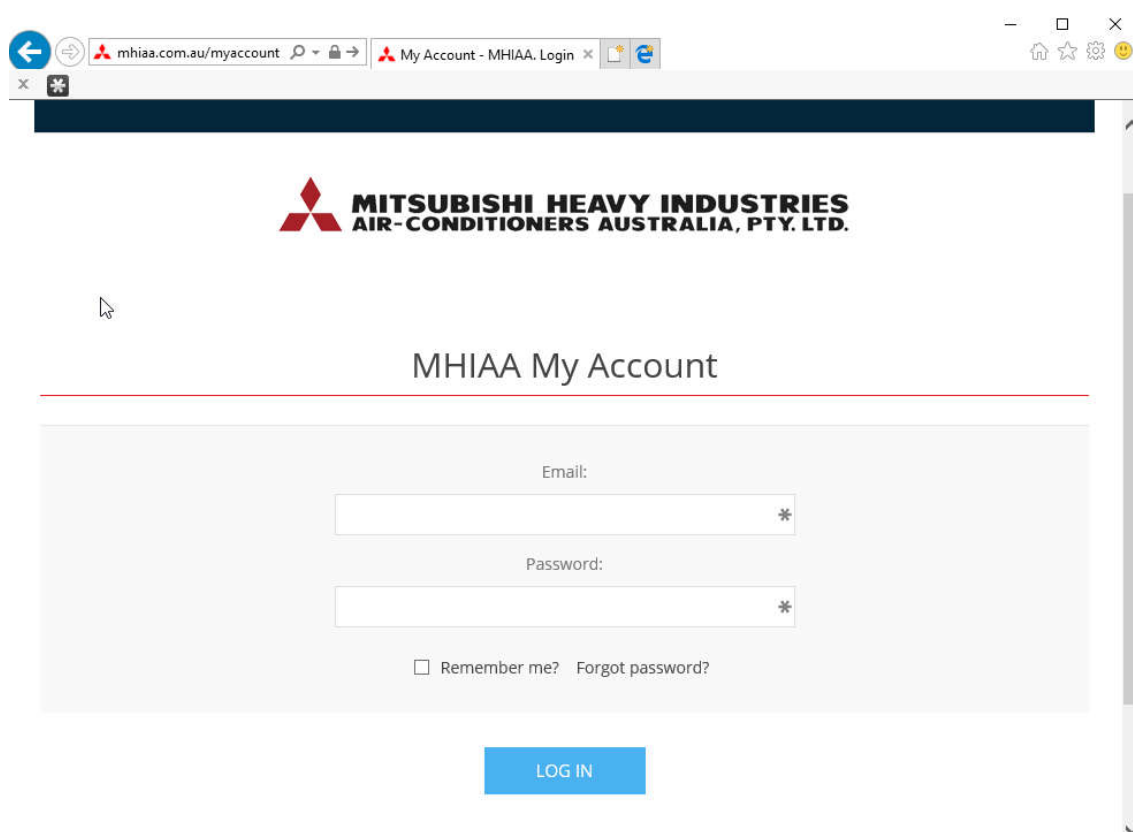 mhiaa.com.au/myaccount
My Account - MHIAA. Login
MITSUBISHI HEAVY INDUSTRIES
AIR-CONDITIONERS AUSTRALIA, PTY. LTD.
MHIAA My Account
Email:
Password:
Remember me? Forgot password?
LOG IN